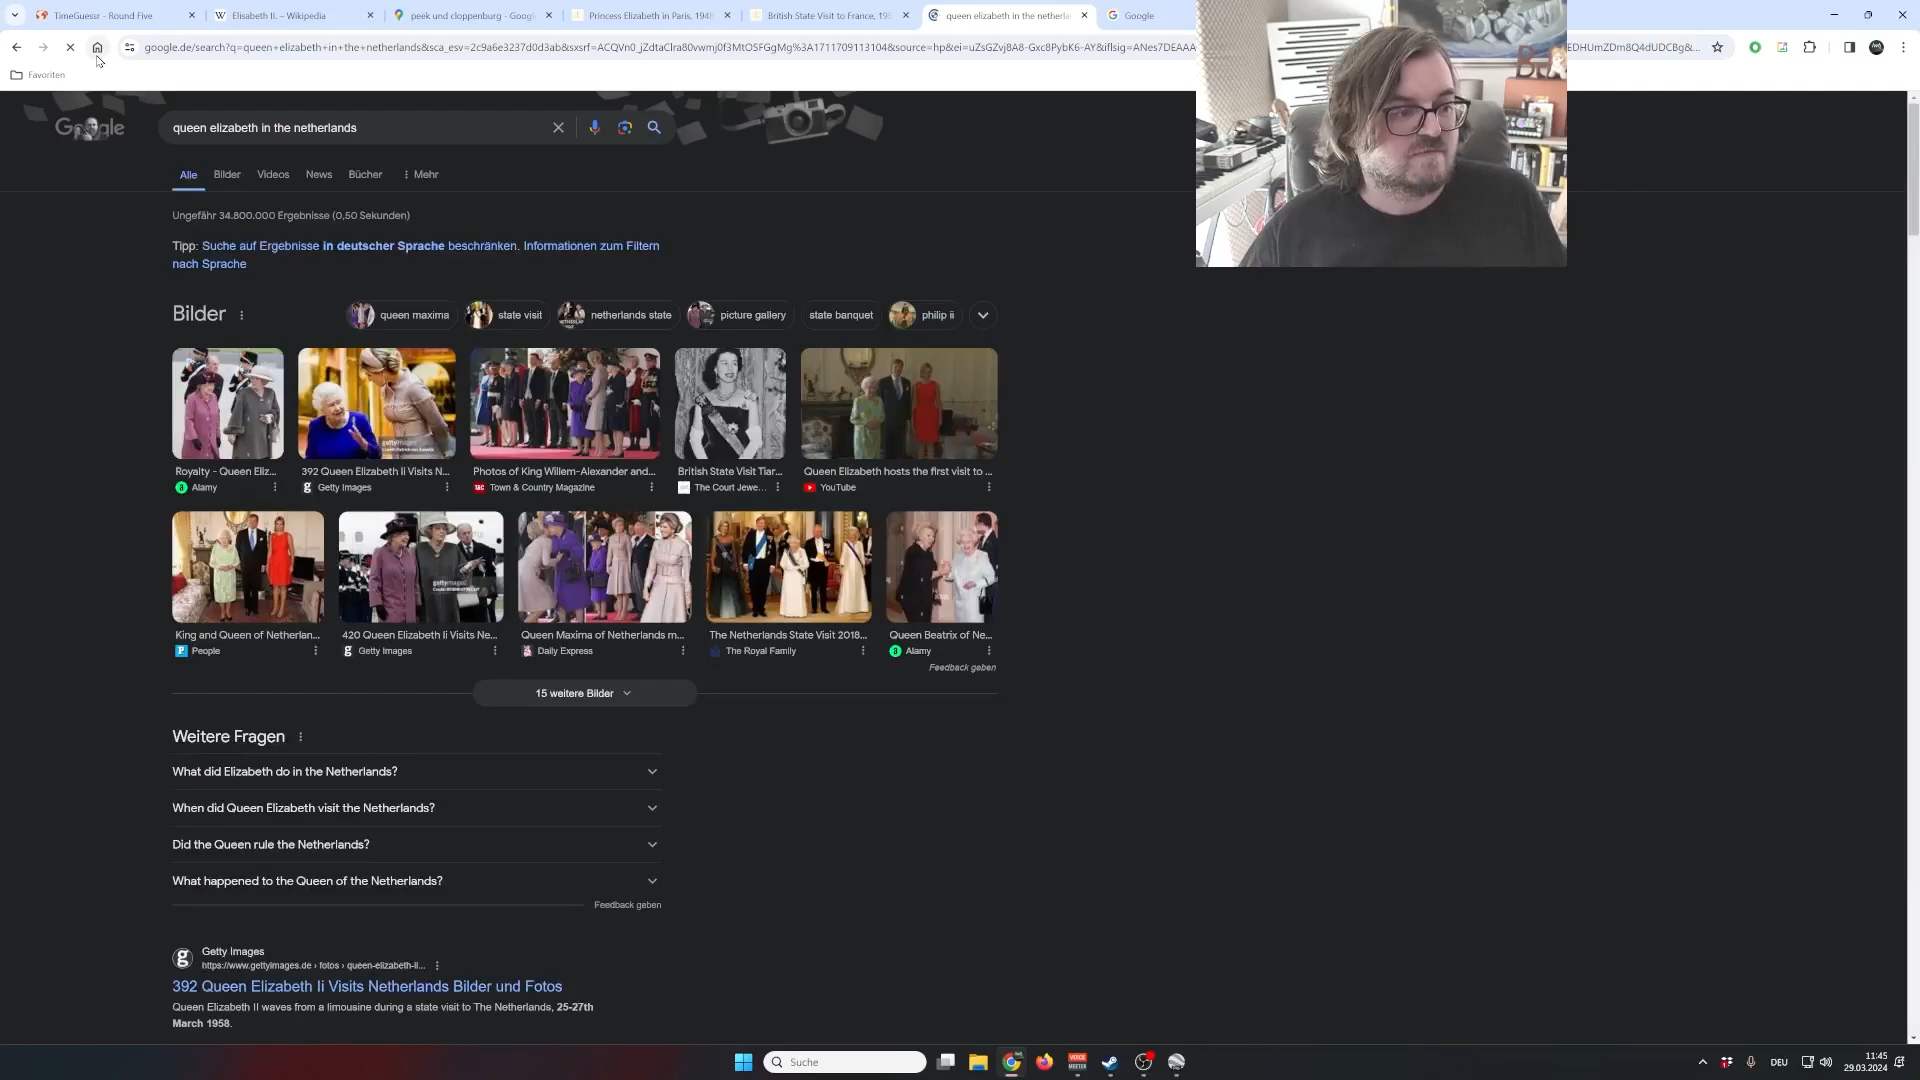 TimeGuessr - Round Five
Elisabeth II. – Wikipedia
peek und cloppenburg - Googl
Princess Elizabeth in Paris, 1948
British State Visit to France, 195
queen elizabeth in the netherla
Google
google.de/search?q=queen+elizabeth+in+the+netherlands&sca_esv=2c9a6e3237d0d3ab&sxsrf=ACQVn0_jZdtaClra80vwmj0f3MtOSFGgMg%3A1711709113104&source=hp&ei=uZsGZvj8A8-Gxc8PybK6-AY&iflsig=ANes7DEAAA
EDHUmZDm8Q4dUDCBg&...
Favoriten
Google
queen elizabeth in the netherlands
Alle
Bilder
Videos
News
Bücher
Mehr
Ungefähr 34.800.000 Ergebnisse (0,50 Sekunden)
Tipp: Suche auf Ergebnisse in deutscher Sprache beschränken. Informationen zum Filtern
nach Sprache
Bilder
queen maxima
state visit
netherlands state
picture gallery
state banquet
philip ii
Royalty - Queen Eliz...
392 Queen Elizabeth Ii Visits N...
Photos of King Willem-Alexander and...
British State Visit Tiar...
Queen Elizabeth hosts the first visit to ...
Alamy
Getty Images
Town & Country Magazine
The Court Jewe...
YouTube
King and Queen of Netherlan...
420 Queen Elizabeth Ii Visits Ne...
Queen Maxima of Netherlands m...
The Netherlands State Visit 2018...
Queen Beatrix of Ne...
People
Getty Images
Daily Express
The Royal Family
Alamy
Feedback geben
15 weitere Bilder
Weitere Fragen
What did Elizabeth do in the Netherlands?
When did Queen Elizabeth visit the Netherlands?
Did the Queen rule the Netherlands?
What happened to the Queen of the Netherlands?
Feedback geben
Getty Images
https://www.gettyimages.de › fotos › queen-elizabeth-ii...
392 Queen Elizabeth Ii Visits Netherlands Bilder und Fotos
Queen Elizabeth II waves from a limousine during a state visit to The Netherlands, 25-27th
March 1958.
Suche
DEU
11:45
29.03.2024